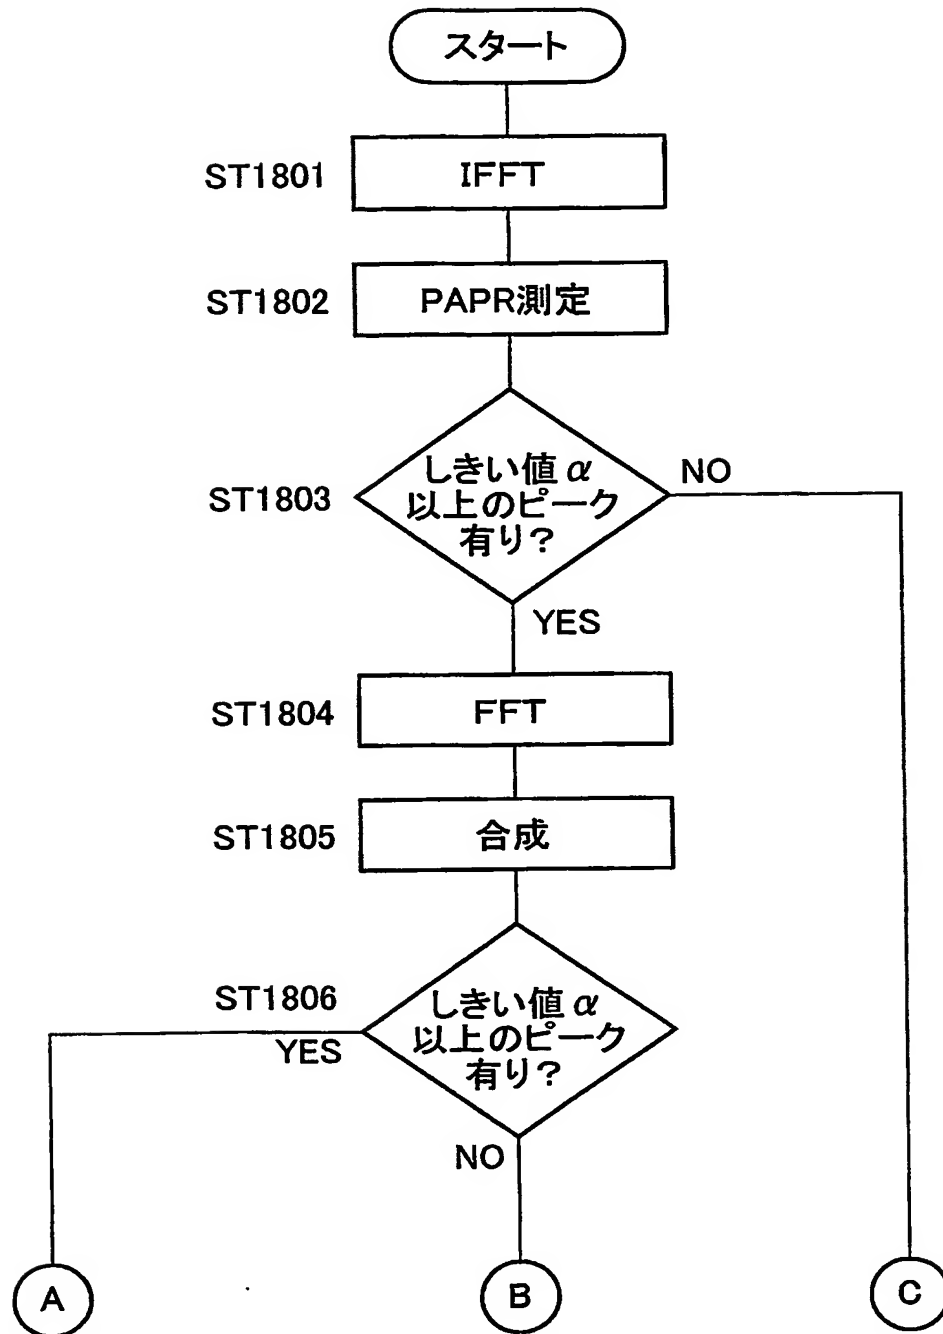 スタート
ST1801
IFFT
ST1802
PAPR測定
ST1803
しきい値α
以上のピーク
有り?
NO
YES
ST1804
FFT
ST1805
合成
ST1806
しきい値α
以上のピーク
有り?
YES
NO
A
B
C